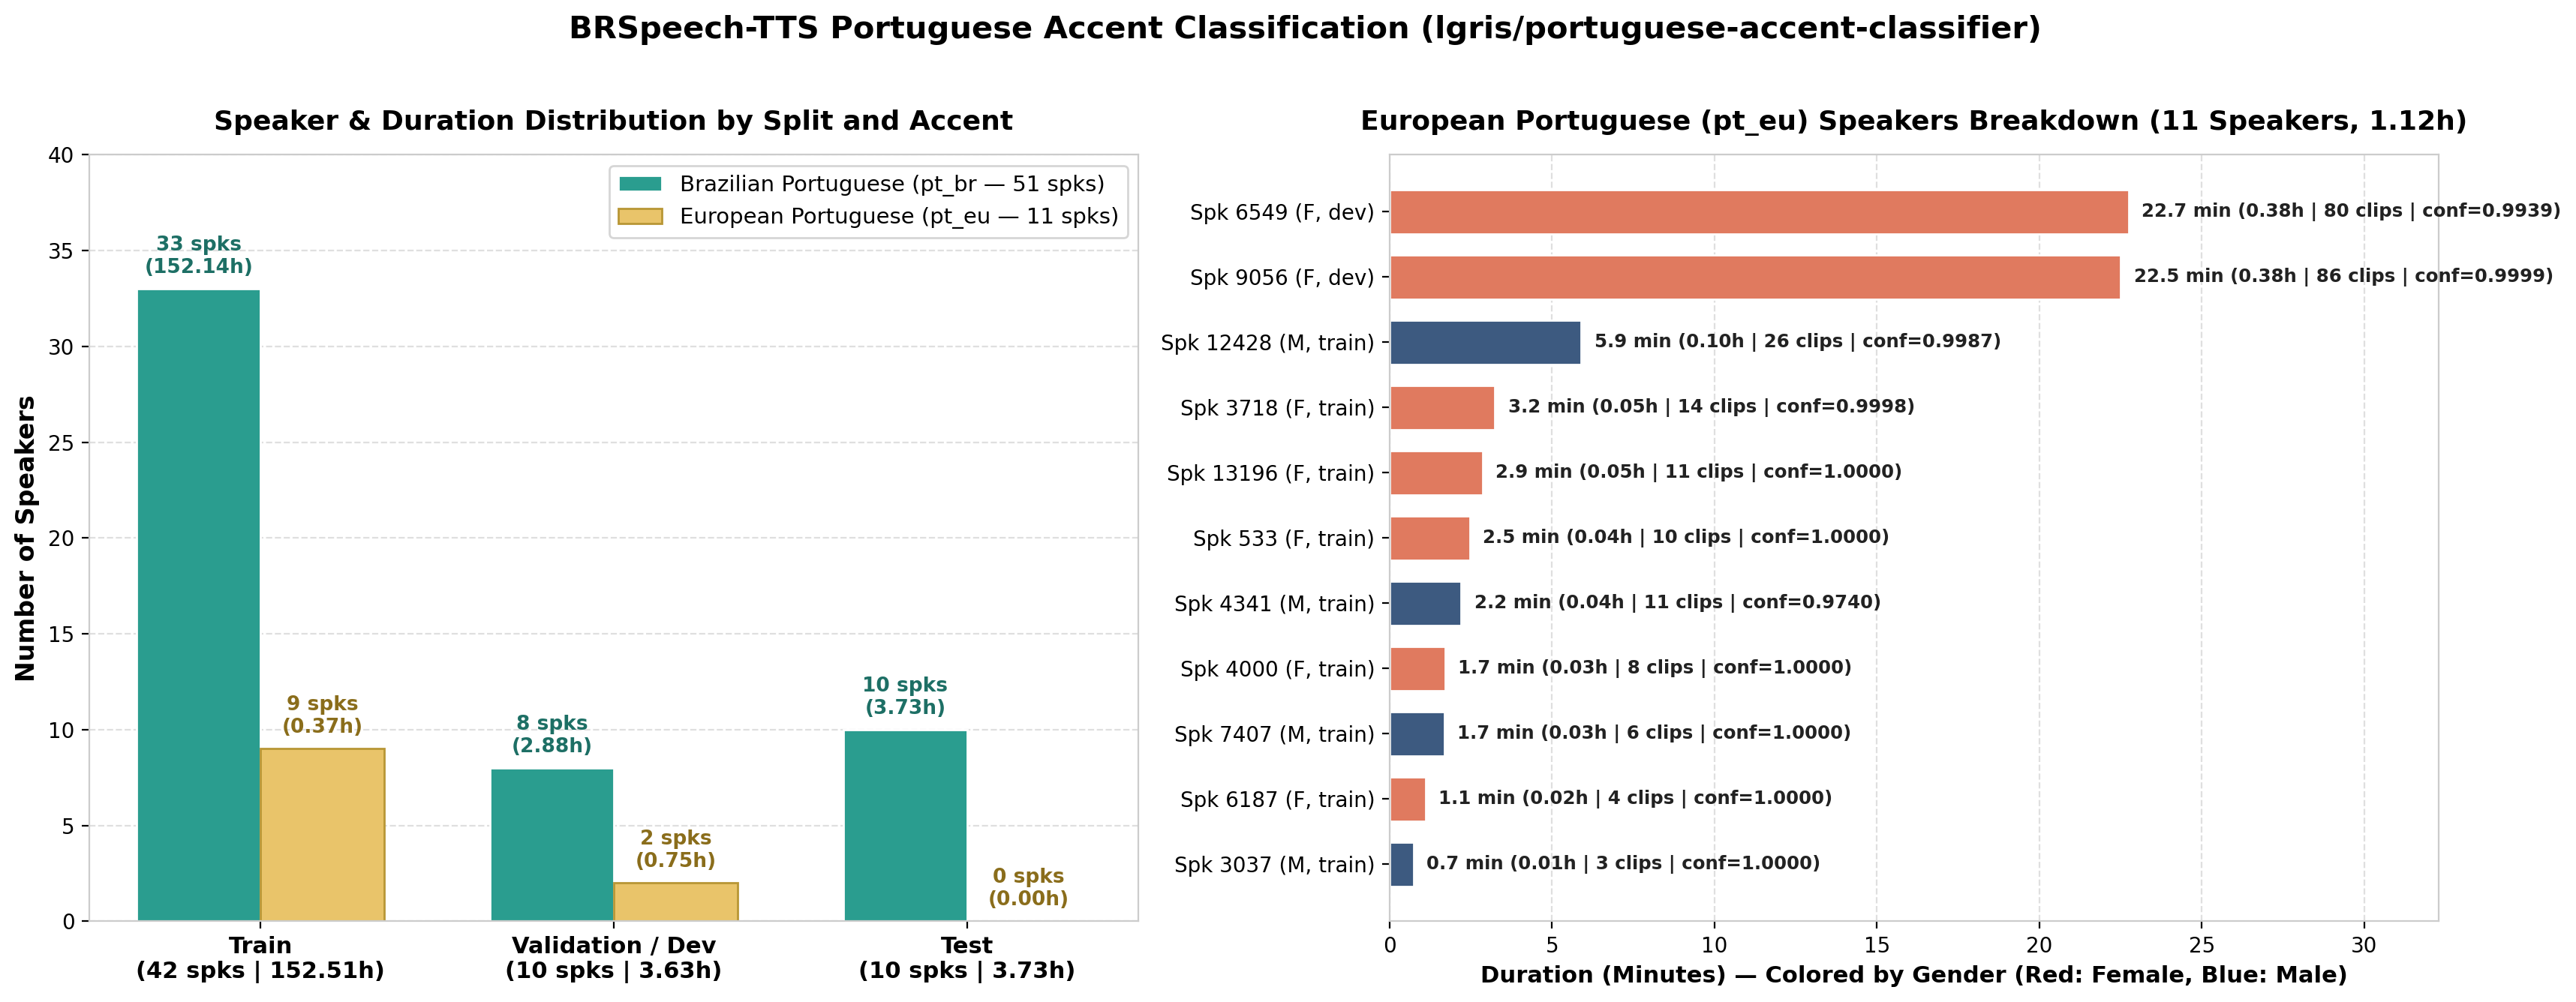 BRSpeech-TTS Portuguese Accent Classification (lgris/portuguese-accent-classifier)
Speaker & Duration Distribution by Split and Accent
Number of Speakers
40
35
30
25
20
15
10
5
0
Brazilian Portuguese (pt_br — 51 spks)
European Portuguese (pt_eu — 11 spks)
33 spks
(152.14h)
9 spks
(0.37h)
8 spks
(2.88h)
2 spks
(0.75h)
10 spks
(3.73h)
0 spks
(0.00h)
Train
(42 spks | 152.51h)
Validation / Dev
(10 spks | 3.63h)
Test
(10 spks | 3.73h)
European Portuguese (pt_eu) Speakers Breakdown (11 Speakers, 1.12h)
Spk 6549 (F, dev) 22.7 min (0.38h | 80 clips | conf=0.9939)
Spk 9056 (F, dev) 22.5 min (0.38h | 86 clips | conf=0.9999)
Spk 12428 (M, train) 5.9 min (0.10h | 26 clips | conf=0.9987)
Spk 3718 (F, train) 3.2 min (0.05h | 14 clips | conf=0.9998)
Spk 13196 (F, train) 2.9 min (0.05h | 11 clips | conf=1.0000)
Spk 533 (F, train) 2.5 min (0.04h | 10 clips | conf=1.0000)
Spk 4341 (M, train) 2.2 min (0.04h | 11 clips | conf=0.9740)
Spk 4000 (F, train) 1.7 min (0.03h | 8 clips | conf=1.0000)
Spk 7407 (M, train) 1.7 min (0.03h | 6 clips | conf=1.0000)
Spk 6187 (F, train) 1.1 min (0.02h | 4 clips | conf=1.0000)
Spk 3037 (M, train) 0.7 min (0.01h | 3 clips | conf=1.0000)
0 5 10 15 20 25 30
Duration (Minutes) — Colored by Gender (Red: Female, Blue: Male)